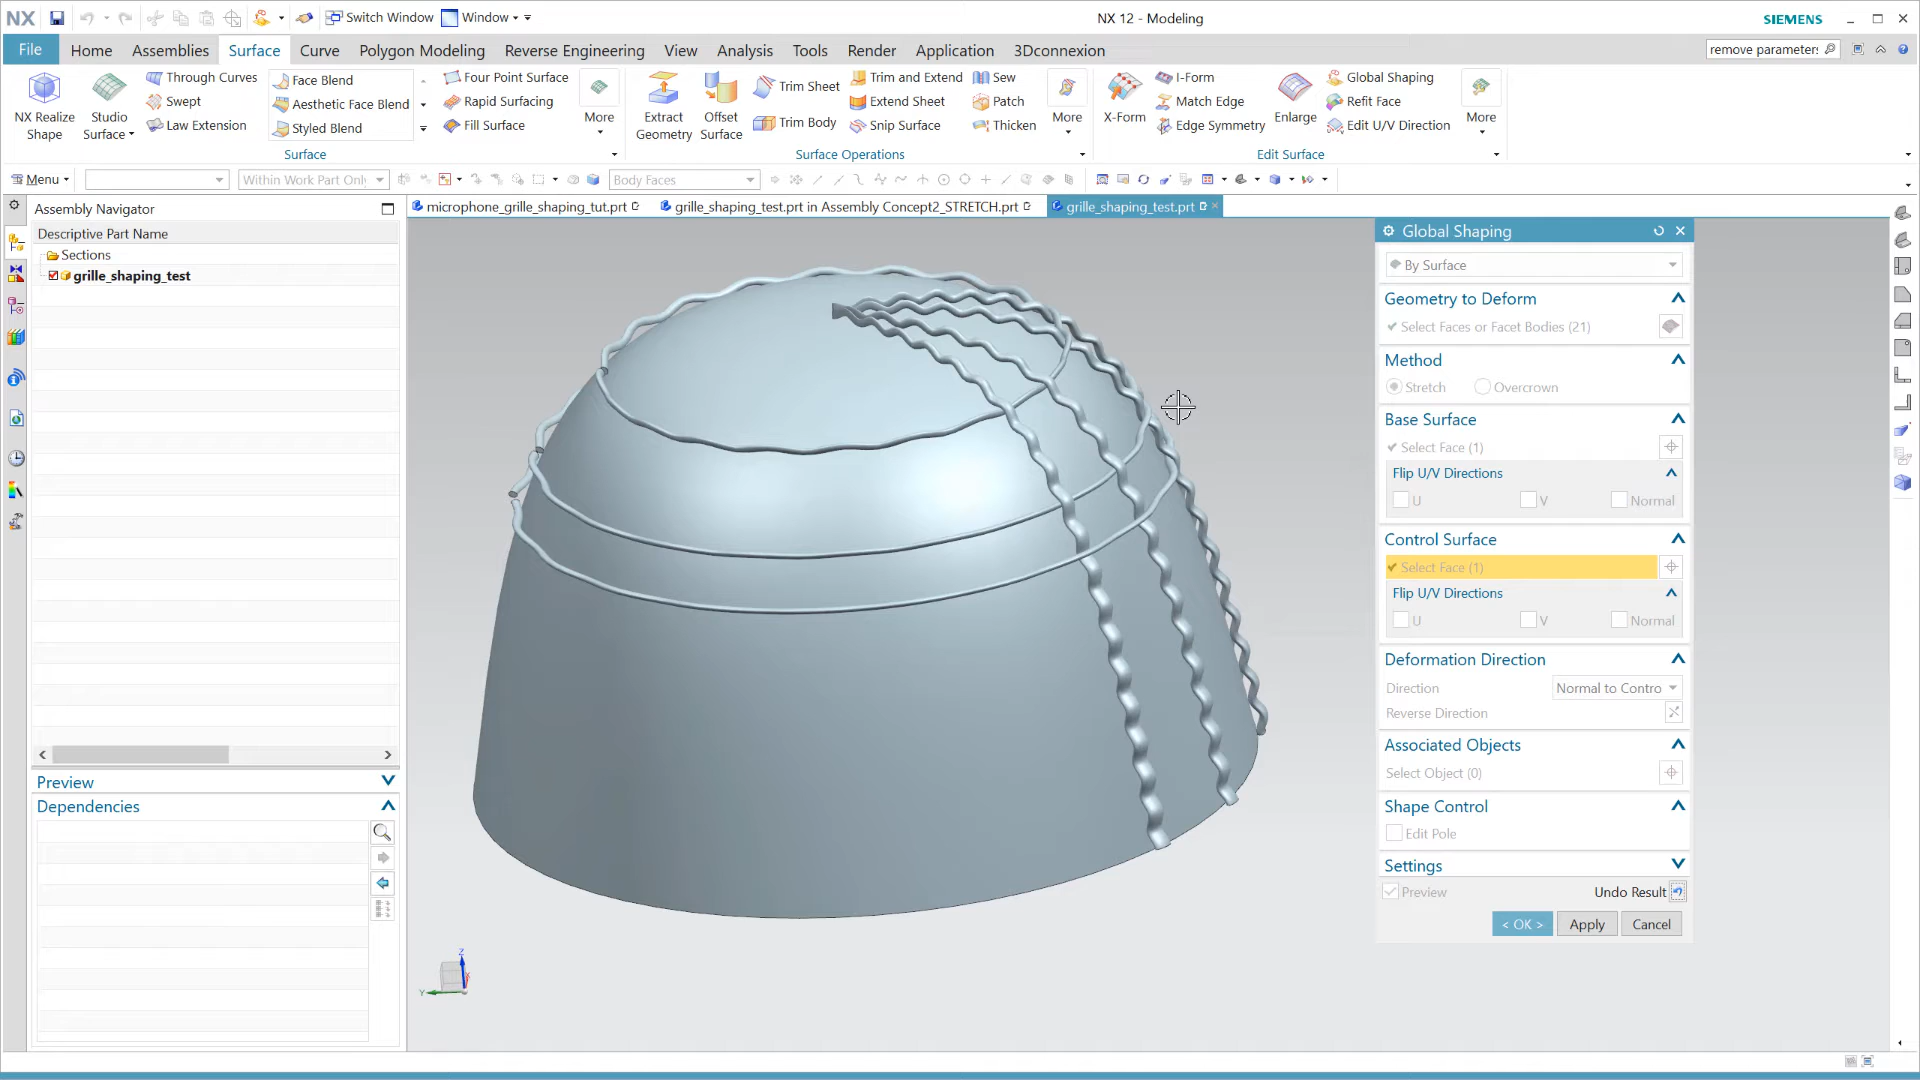 NX Switch Window Window NX 12 - Modeling SIEMENS
File Home Assemblies Surface Curve Polygon Modeling Reverse Engineering View Analysis Tools Render Application 3Dconnexion remove parameters
NX Realize Shape
Studio Surface
Through Curves
Swept
Law Extension
Face Blend
Aesthetic Face Blend
Styled Blend
Four Point Surface
Rapid Surfacing
Fill Surface
More
Extract Geometry
Offset Surface
Trim Sheet
Trim Body
Trim and Extend
Extend Sheet
Snip Surface
Sew
Patch
Thicken
More
X-Form
I-Form
Match Edge
Edge Symmetry
Enlarge
Global Shaping
Refit Face
Edit U/V Direction
More
Surface Surface Operations Edit Surface
Menu Within Work Part Only Body Faces
Assembly Navigator
microphone_grille_shaping_tut.prt grille_shaping_test.prt in Assembly Concept2_STRETCH.prt grille_shaping_test.prt
Descriptive Part Name
Sections
grille_shaping_test
Preview
Dependencies
Z
X
Y
Global Shaping
By Surface
Geometry to Deform
Select Faces or Facet Bodies (21)
Method
Stretch Overcrown
Base Surface
Select Face (1)
Flip U/V Directions
U V Normal
Control Surface
Select Face (1)
Flip U/V Directions
U V Normal
Deformation Direction
Direction Normal to Contro
Reverse Direction
Associated Objects
Select Object (0)
Shape Control
Edit Pole
Settings
Preview Undo Result
< OK > Apply Cancel